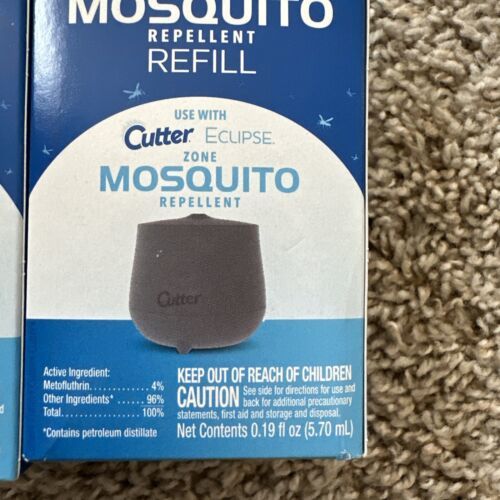 MOSQUITO
REPELLENT
REFILL
USE WITH
Cutter ECLIPSE
ZONE
MOSQUITO
REPELLENT
Cutter
Active Ingredient:
Metofluthrin............. 4%
Other Ingredients* ....... 96%
Total.................... 100%
*Contains petroleum distillate
KEEP OUT OF REACH OF CHILDREN
CAUTION See side for directions for use and
back for additional precautionary
statements, first aid and storage and disposal.
Net Contents 0.19 fl oz (5.70 mL)